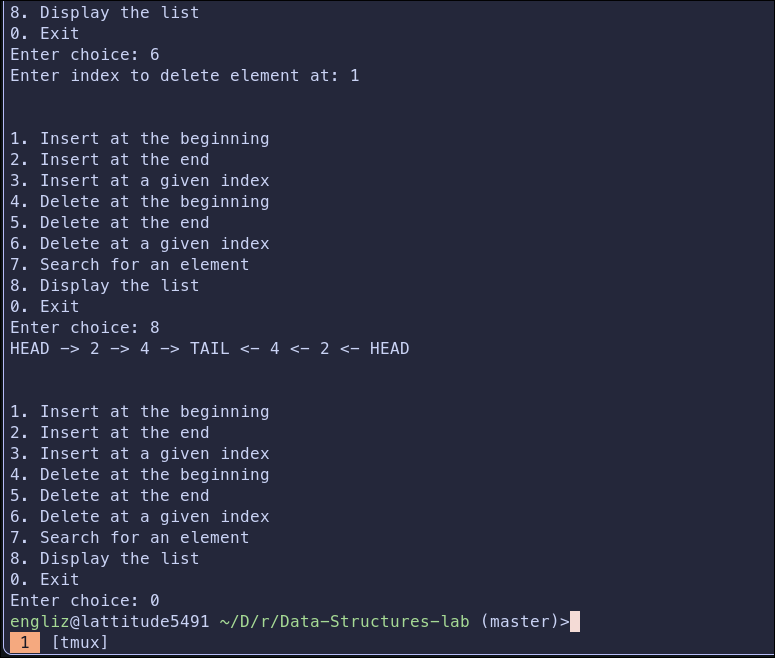 8. Display the list
0. Exit
Enter choice: 6
Enter index to delete element at: 1
1. Insert at the beginning
2. Insert at the end
3. Insert at a given index
4. Delete at the beginning
5. Delete at the end
6. Delete at a given index
7. Search for an element
8. Display the list
0. Exit
Enter choice: 8
HEAD -> 2 -> 4 -> TAIL <- 4 <- 2 <- HEAD
1. Insert at the beginning
2. Insert at the end
3. Insert at a given index
4. Delete at the beginning
5. Delete at the end
6. Delete at a given index
7. Search for an element
8. Display the list
0. Exit
Enter choice: 0
engliz@lattitude5491 ~/D/r/Data-Structures-lab (master)>
1 [tmux]